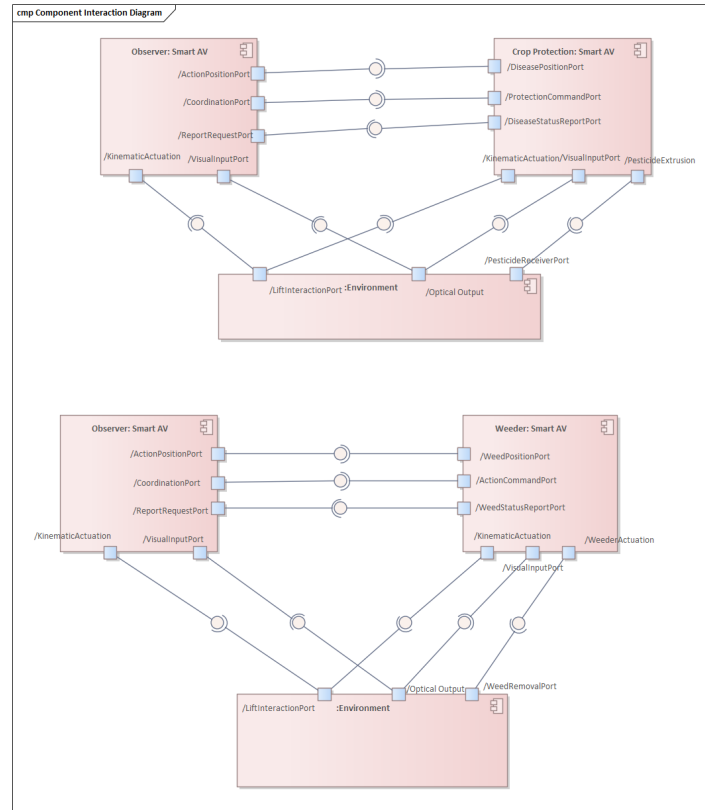 cmp Component Interaction Diagram
Observer: Smart AV
Crop Protection: Smart AV
/ActionPositionPort
/DiseasePositionPort
/CoordinationPort
/ProtectionCommandPort
/ReportRequestPort
/DiseaseStatusReportPort
/KinematicActuation
/VisualInputPort
/KinematicActuation
/VisualInputPort
/PesticideExtrusion
/PesticideReceiverPort
/LiftInteractionPort
:Environment
/Optical Output
Observer: Smart AV
Weeder: Smart AV
/ActionPositionPort
/WeedPositionPort
/CoordinationPort
/ActionCommandPort
/ReportRequestPort
/WeedStatusReportPort
/KinematicActuation
/VisualInputPort
/KinematicActuation
/WeederActuation
/VisualInputPort
/Optical Output
/WeedRemovalPort
/LiftInteractionPort
:Environment